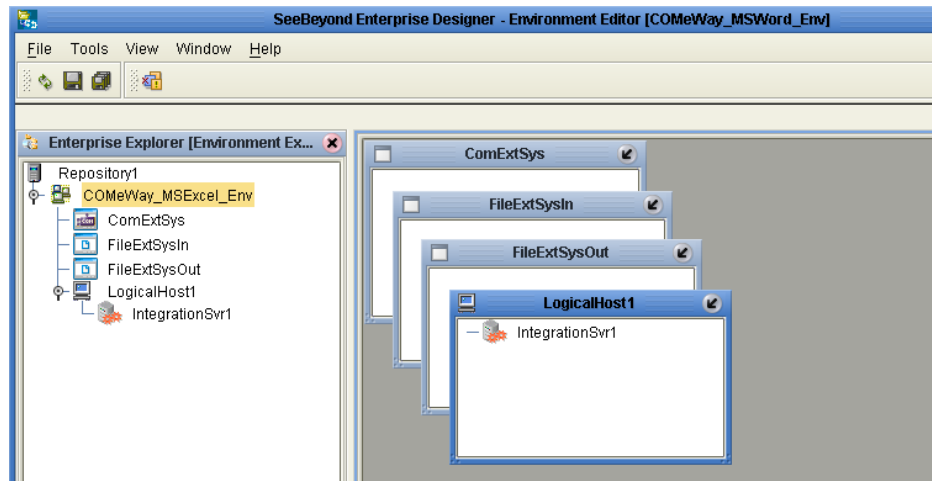 SeeBeyond Enterprise Designer - Environment Editor [COMeWay_MSWord_Env]
File Tools View Window Help
Enterprise Explorer [Environment Ex...
Repository1
COMeWay_MSExcel_Env
ComExtSys
FileExtSysIn
FileExtSysOut
LogicalHost1
IntegrationSvr1
ComExtSys
FileExtSysIn
FileExtSysOut
LogicalHost1
IntegrationSvr1